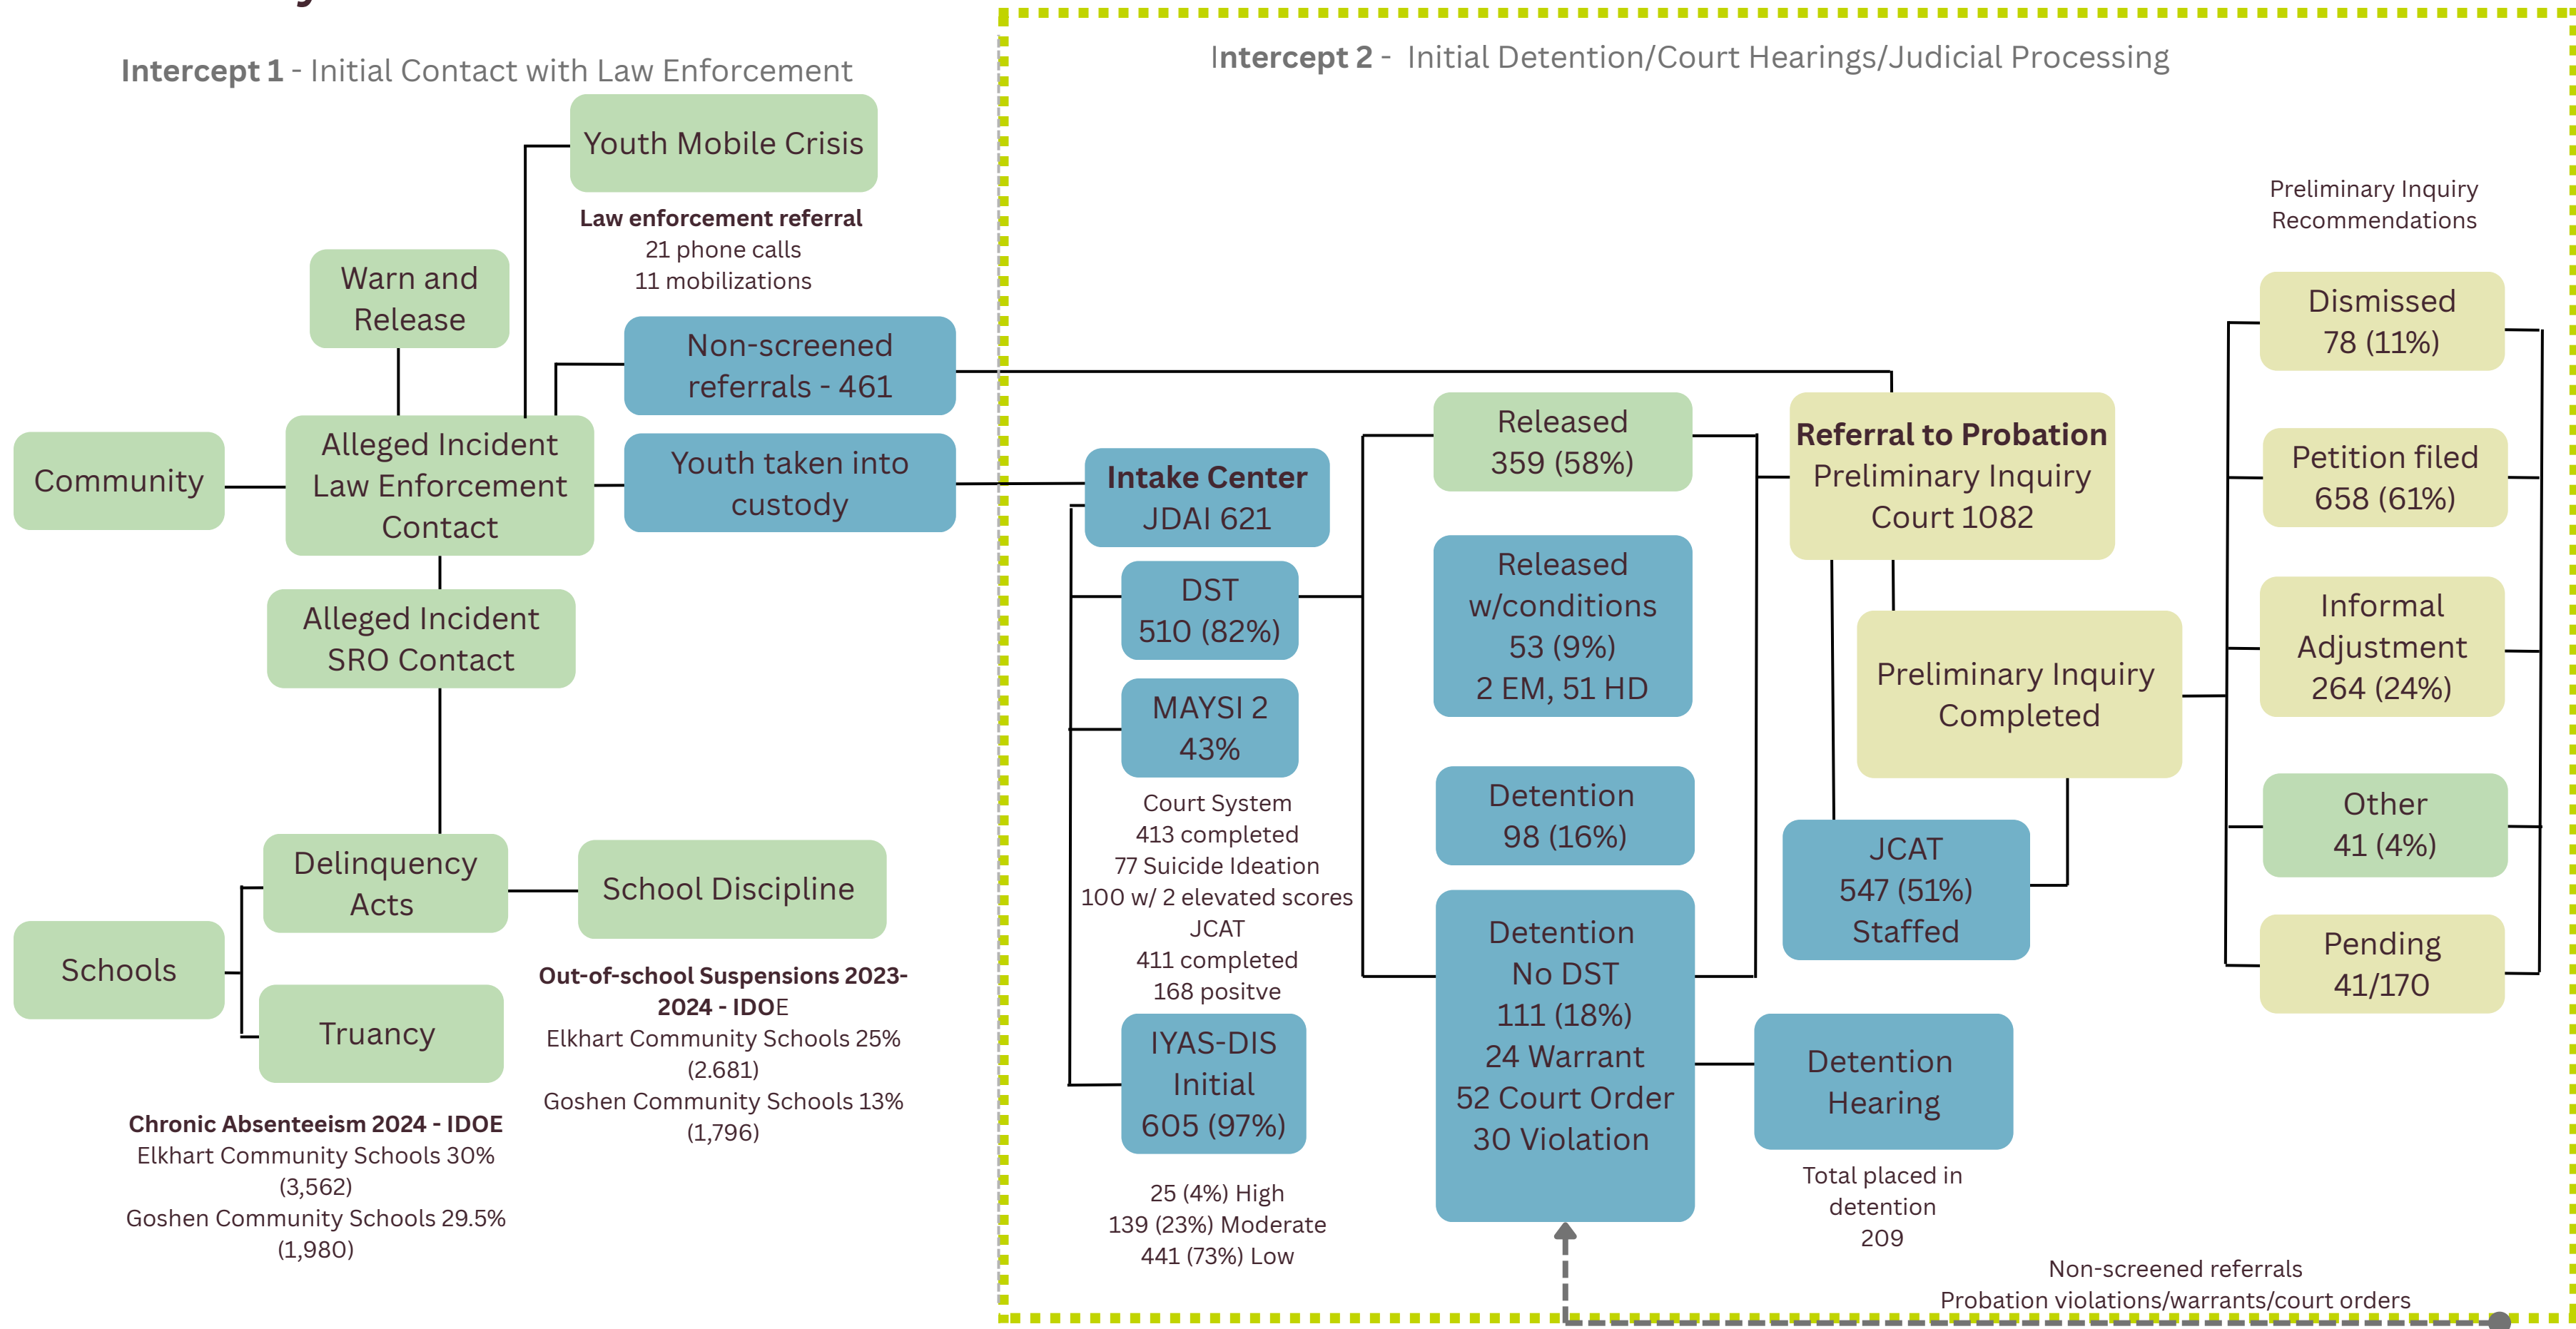 Intercept 1 - Initial Contact with Law Enforcement
Youth Mobile Crisis
Law enforcement referral
21 phone calls
11 mobilizations
Warn and
Release
Non-screened
referrals - 461
Community
Alleged Incident
Law Enforcement
Contact
Youth taken into
custody
Alleged Incident
SRO Contact
Delinquency
Acts
School Discipline
Schools
Truancy
Out-of-school Suspensions 2023-
2024 - IDOE
Elkhart Community Schools 25%
(2.681)
Goshen Community Schools 13%
(1,796)
Chronic Absenteeism 2024 - IDOE
Elkhart Community Schools 30%
(3,562)
Goshen Community Schools 29.5%
(1,980)
Intercept 2 - Initial Detention/Court Hearings/Judicial Processing
Intake Center
JDAI 621
DST
510 (82%)
MAYSI 2
43%
Court System
413 completed
77 Suicide Ideation
100 w/ 2 elevated scores
JCAT
411 completed
168 positve
IYAS-DIS
Initial
605 (97%)
25 (4%) High
139 (23%) Moderate
441 (73%) Low
Released
359 (58%)
Released
w/conditions
53 (9%)
2 EM, 51 HD
Detention
98 (16%)
Detention
No DST
111 (18%)
24 Warrant
52 Court Order
30 Violation
Referral to Probation
Preliminary Inquiry
Court 1082
Preliminary Inquiry
Completed
JCAT
547 (51%)
Staffed
Detention
Hearing
Total placed in
detention
209
Preliminary Inquiry
Recommendations
Dismissed
78 (11%)
Petition filed
658 (61%)
Informal
Adjustment
264 (24%)
Other
41 (4%)
Pending
41/170
Non-screened referrals
Probation violations/warrants/court orders